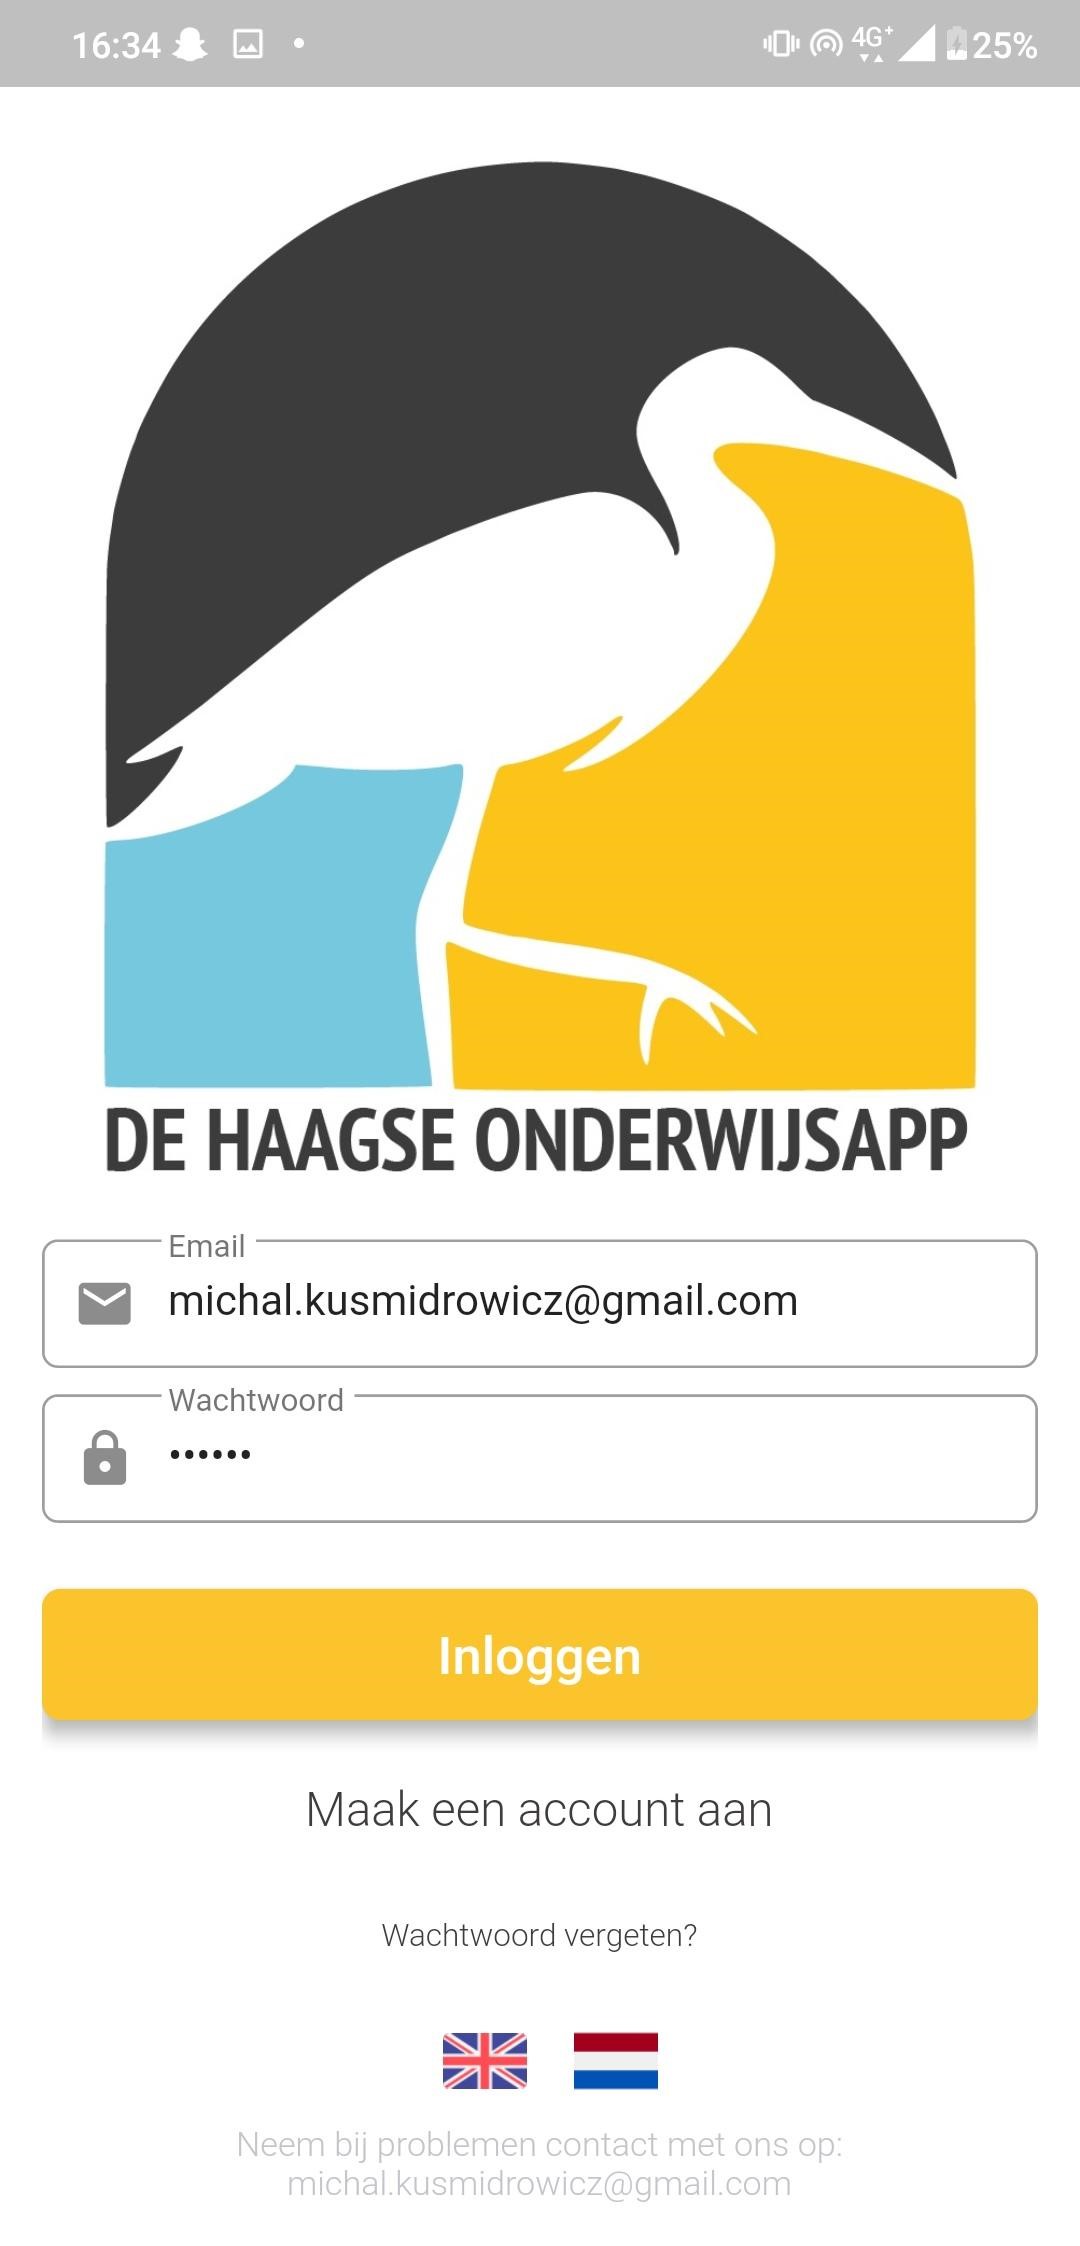 16:34
4G+
25%
DE HAAGSE ONDERWIJSAPP
Email
michal.kusmidrowicz@gmail.com
Wachtwoord
••••••
Inloggen
Maak een account aan
Wachtwoord vergeten?
Neem bij problemen contact met ons op:
michal.kusmidrowicz@gmail.com